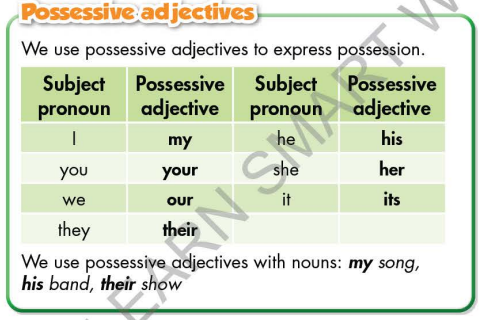 Possessive adjectives
We use possessive adjectives to express possession.
Subject pronoun Possessive adjective Subject pronoun Possessive adjective
I my he his
you your she her
we our it its
they their
We use possessive adjectives with nouns: my song,
his band, their show
LEARN SMART W